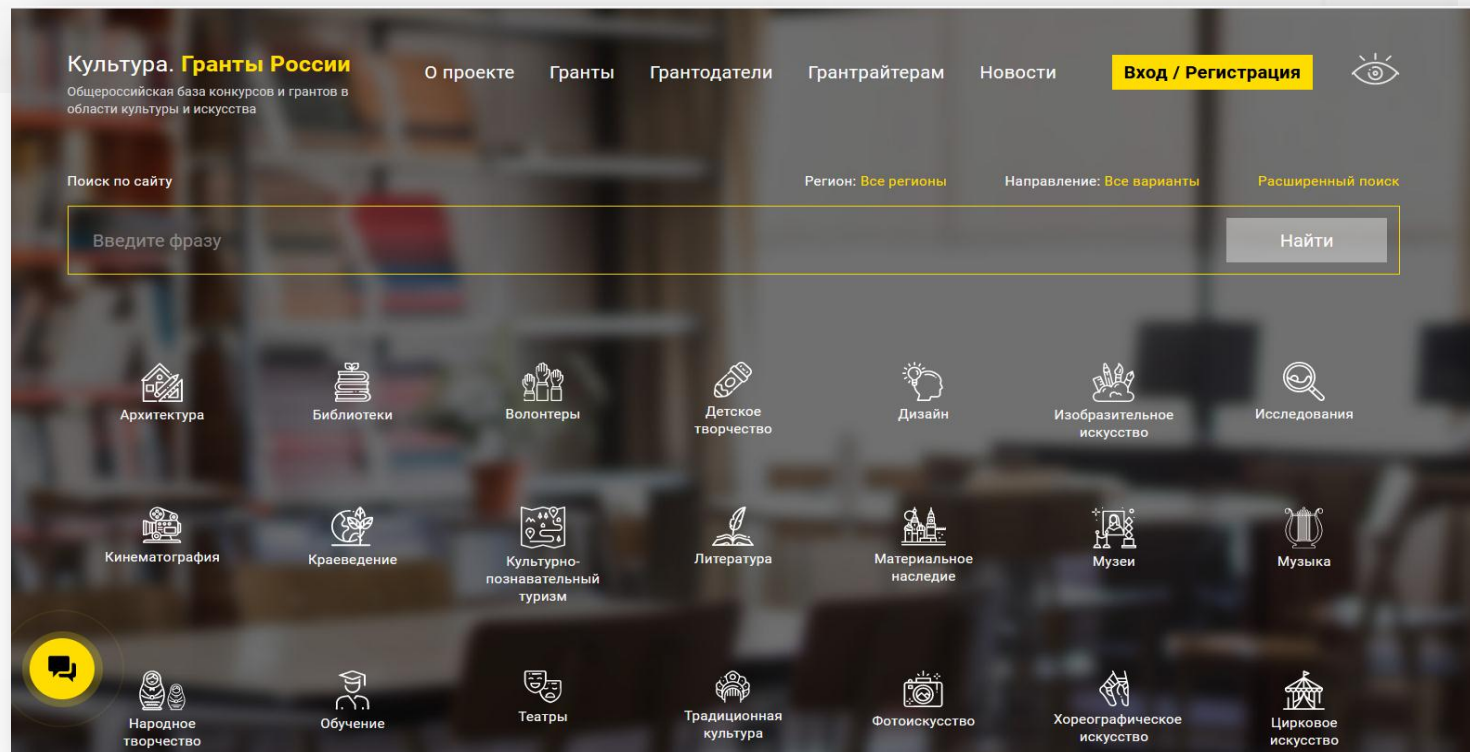 Культура. Гранты России
Общероссийская база конкурсов и грантов в
области культуры и искусства
О проекте
Гранты
Грантодатели
Грантрайтерам
Новости
Вход / Регистрация
Поиск по сайту
Регион: Все регионы
Направление: Все варианты
Расширенный поиск
Введите фразу
Найти
Архитектура
Библиотеки
Волонтеры
Детское
творчество
Дизайн
Изобразительное
искусство
Исследования
Кинематография
Краеведение
Культурно-
познавательный
туризм
Литература
Материальное
наследие
Музеи
Музыка
Народное
творчество
Обучение
Театры
Традиционная
культура
Фотоискусство
Хореографическое
искусство
Цирковое
искусство